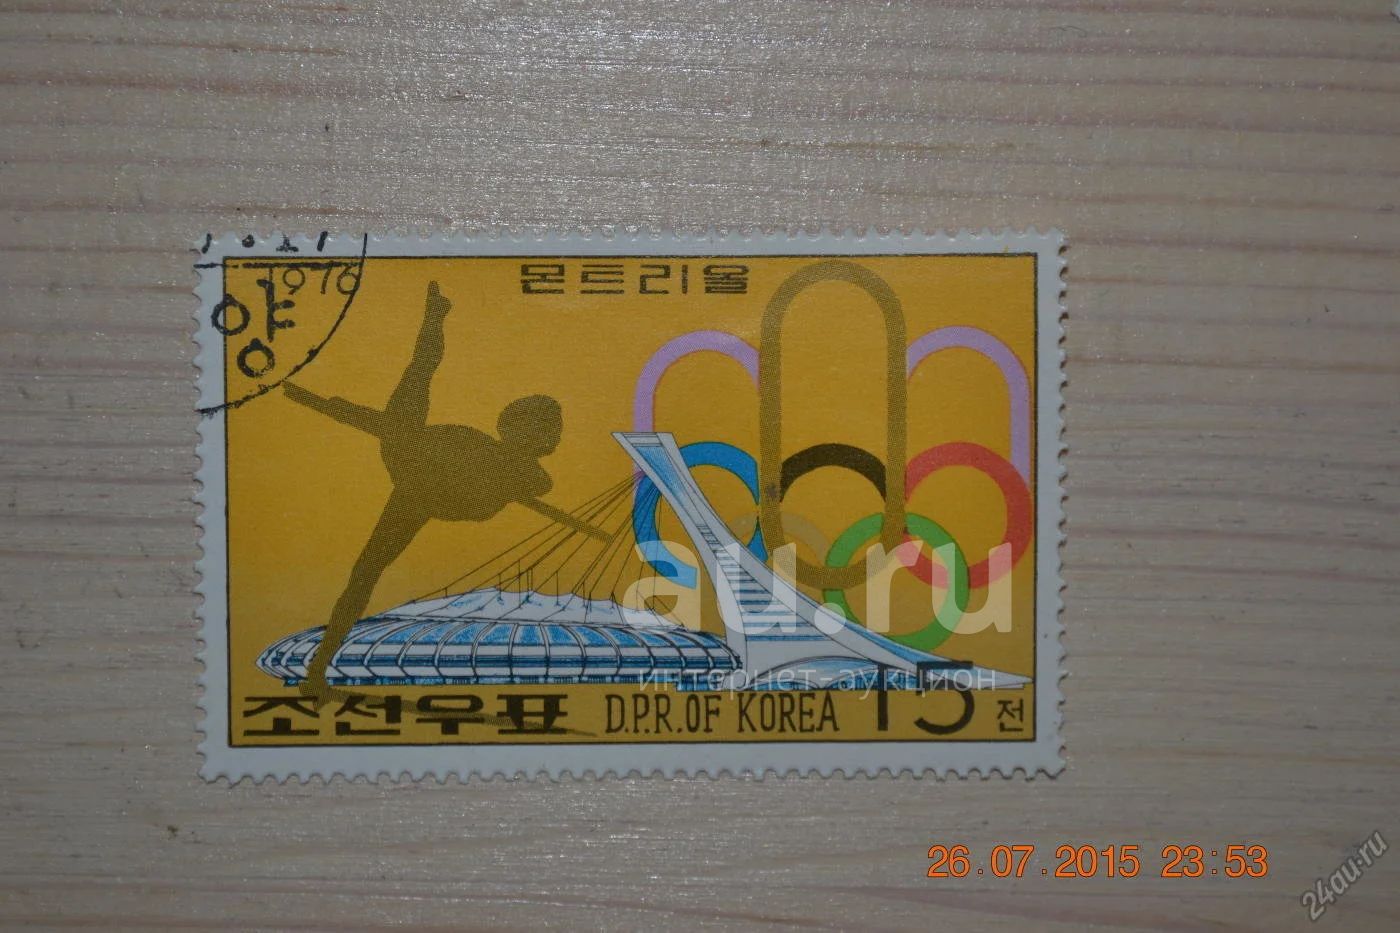 1976
양
몬트리올
조선우표 D.P.R.OF KOREA 15 전
au.ru
интернет-аукцион
26.07.2015 23:53
24au.ru